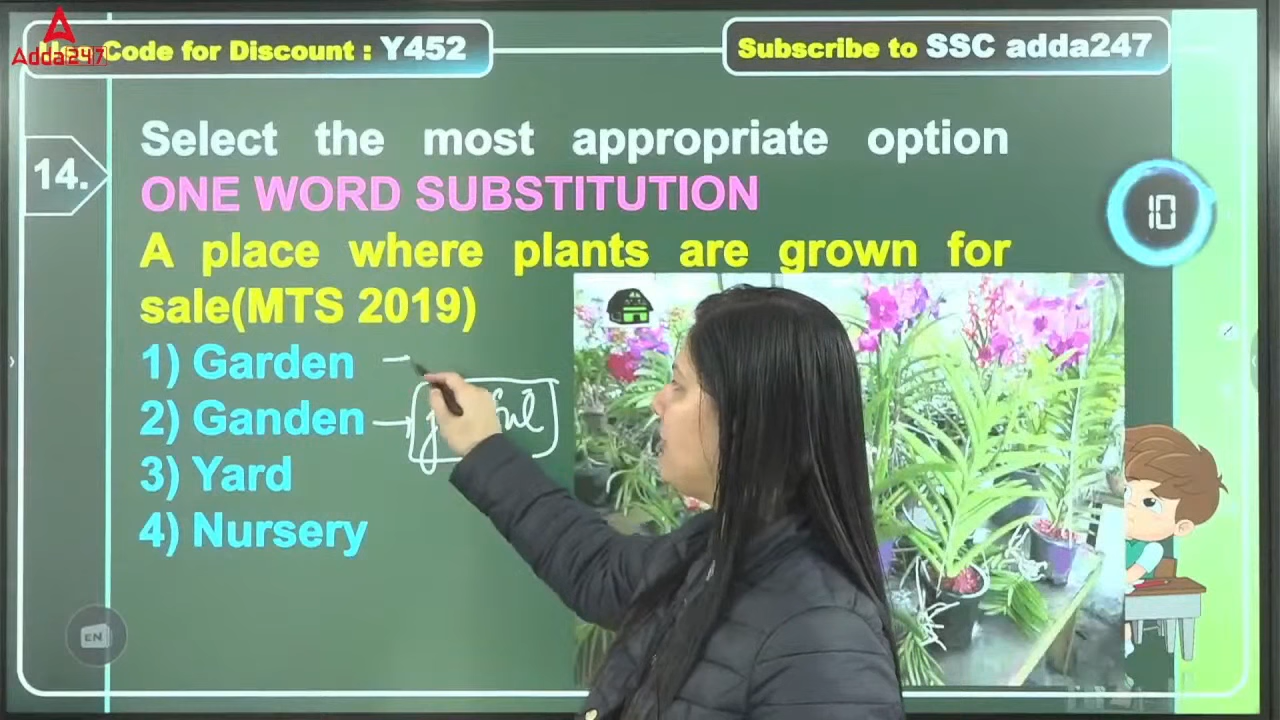 Adda247
Code for Discount : Y452
Subscribe to SSC adda247
14.
Select the most appropriate option
ONE WORD SUBSTITUTION
A place where plants are grown for
sale(MTS 2019)
1) Garden
2) Ganden
3) Yard
4) Nursery
10
EN